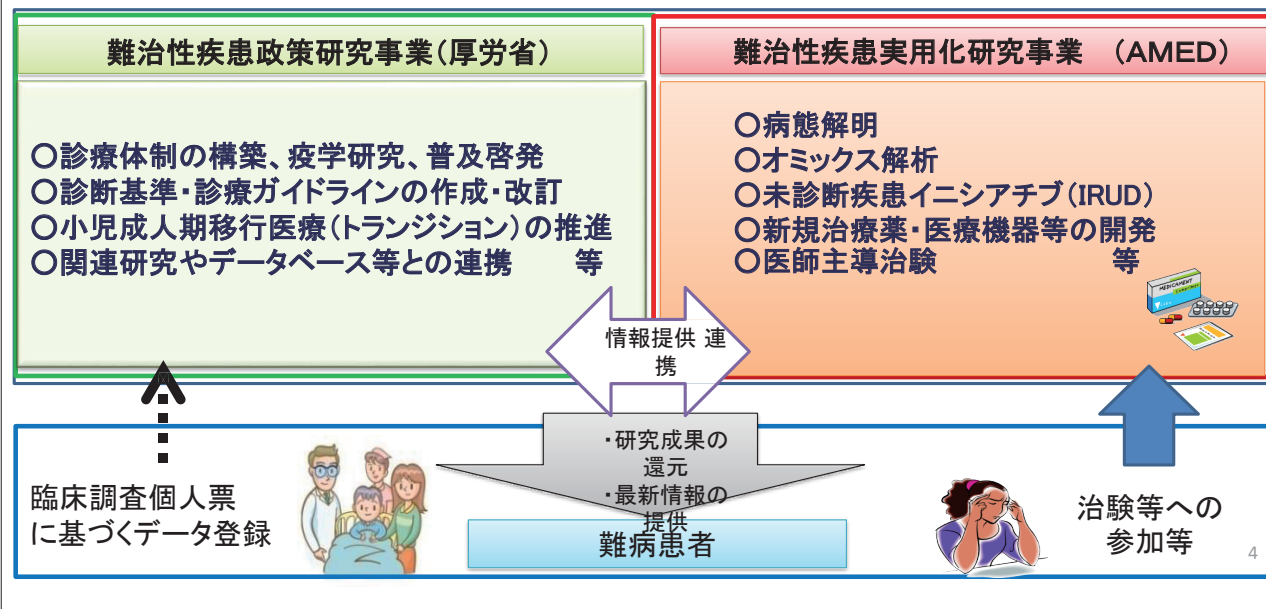 難治性疾患政策研究事業(厚労省)
○診療体制の構築、疫学研究、普及啓発
○診断基準・診療ガイドラインの作成・改訂
○小児成人期移行医療(トランジション)の推進
○関連研究やデータベース等との連携　　等
難治性疾患実用化研究事業　(AMED)
○病態解明
○オミックス解析
○未診断疾患イニシアチブ(IRUD)
○新規治療薬・医療機器等の開発
○医師主導治験　　　　　　等
MEDICAMENT
情報提供 連
携
・研究成果の
還元
・最新情報の
提供
臨床調査個人票
に基づくデータ登録
難病患者
治験等への
参加等
4